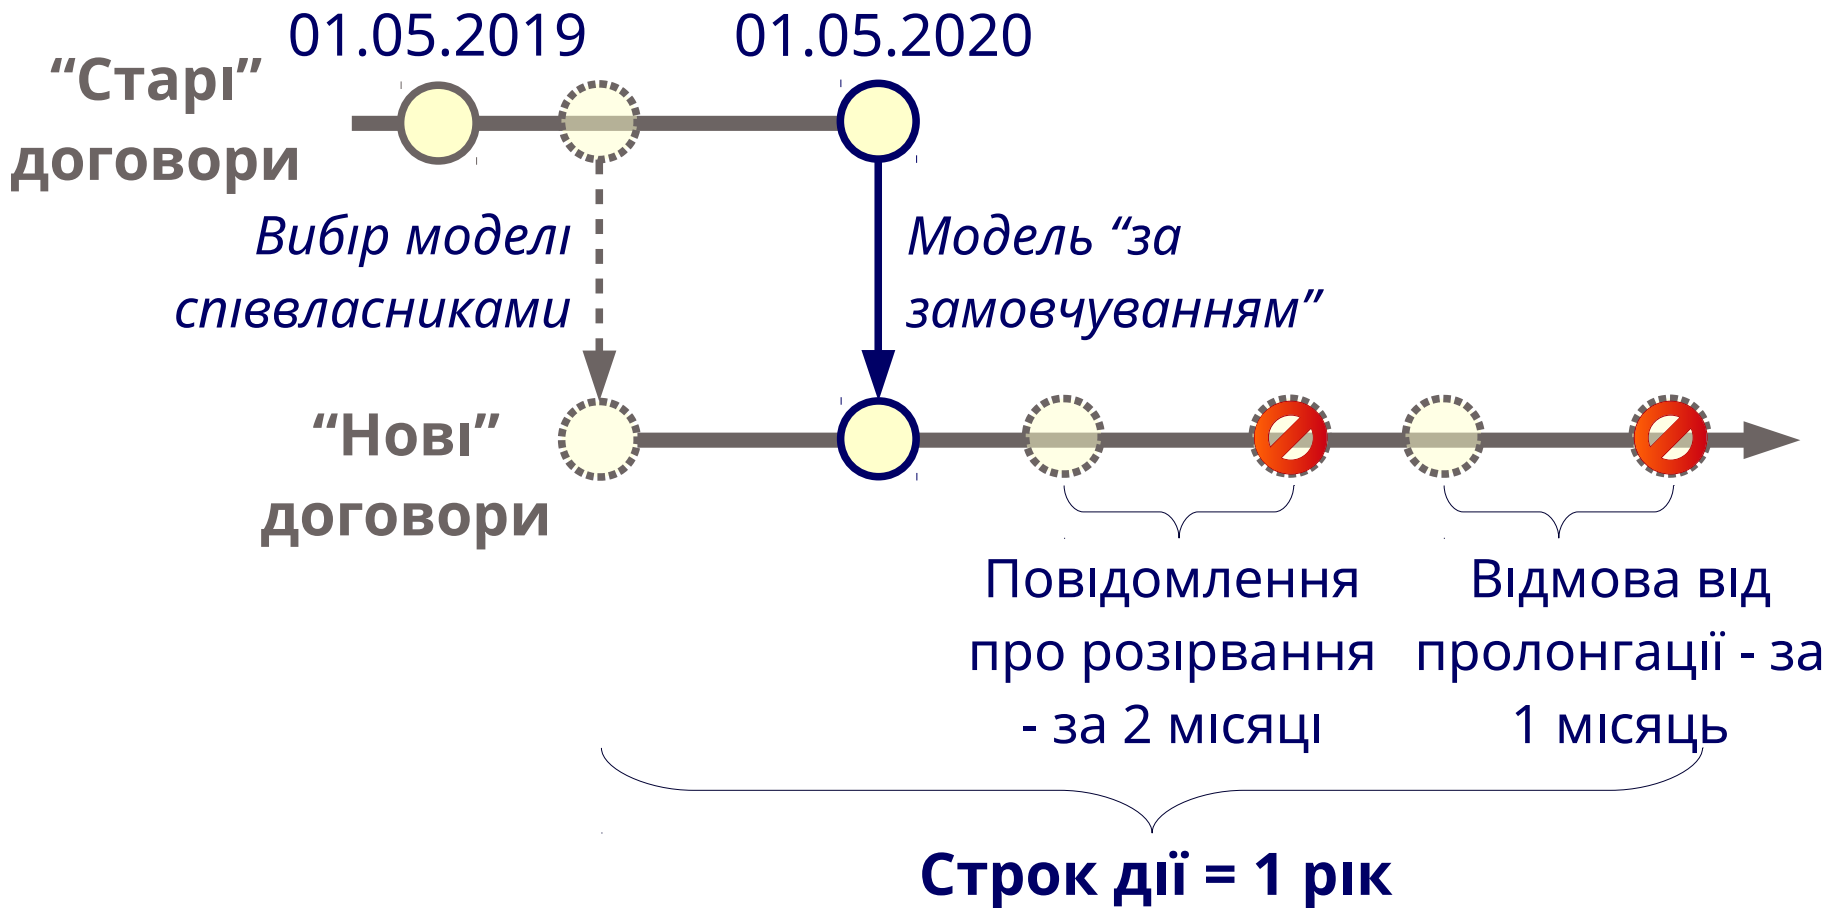 01.05.2019
01.05.2020
“Старі”
договори
Вибір моделі
співвласниками
Модель “за
замовчуванням”
“Нові”
договори
Повідомлення
про розірвання
- за 2 місяці
Відмова від
пролонгації - за
1 місяць
Строк дії = 1 рік